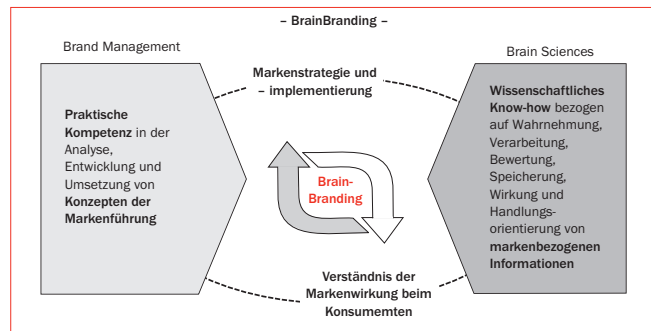 – BrainBranding –
Brand Management
Brain Sciences
Markenstrategie und
– implementierung
Praktische
Kompetenz in der
Analyse,
Entwicklung und
Umsetzung von
Konzepten der
Markenführung
Brain-
Branding
Wissenschaftliches
Know-how bezogen
auf Wahrnehmung,
Verarbeitung,
Bewertung,
Speicherung,
Wirkung und
Handlungs-
orientierung von
markenbezogenen
Informationen
Verständnis der
Markenwirkung beim
Konsumemten